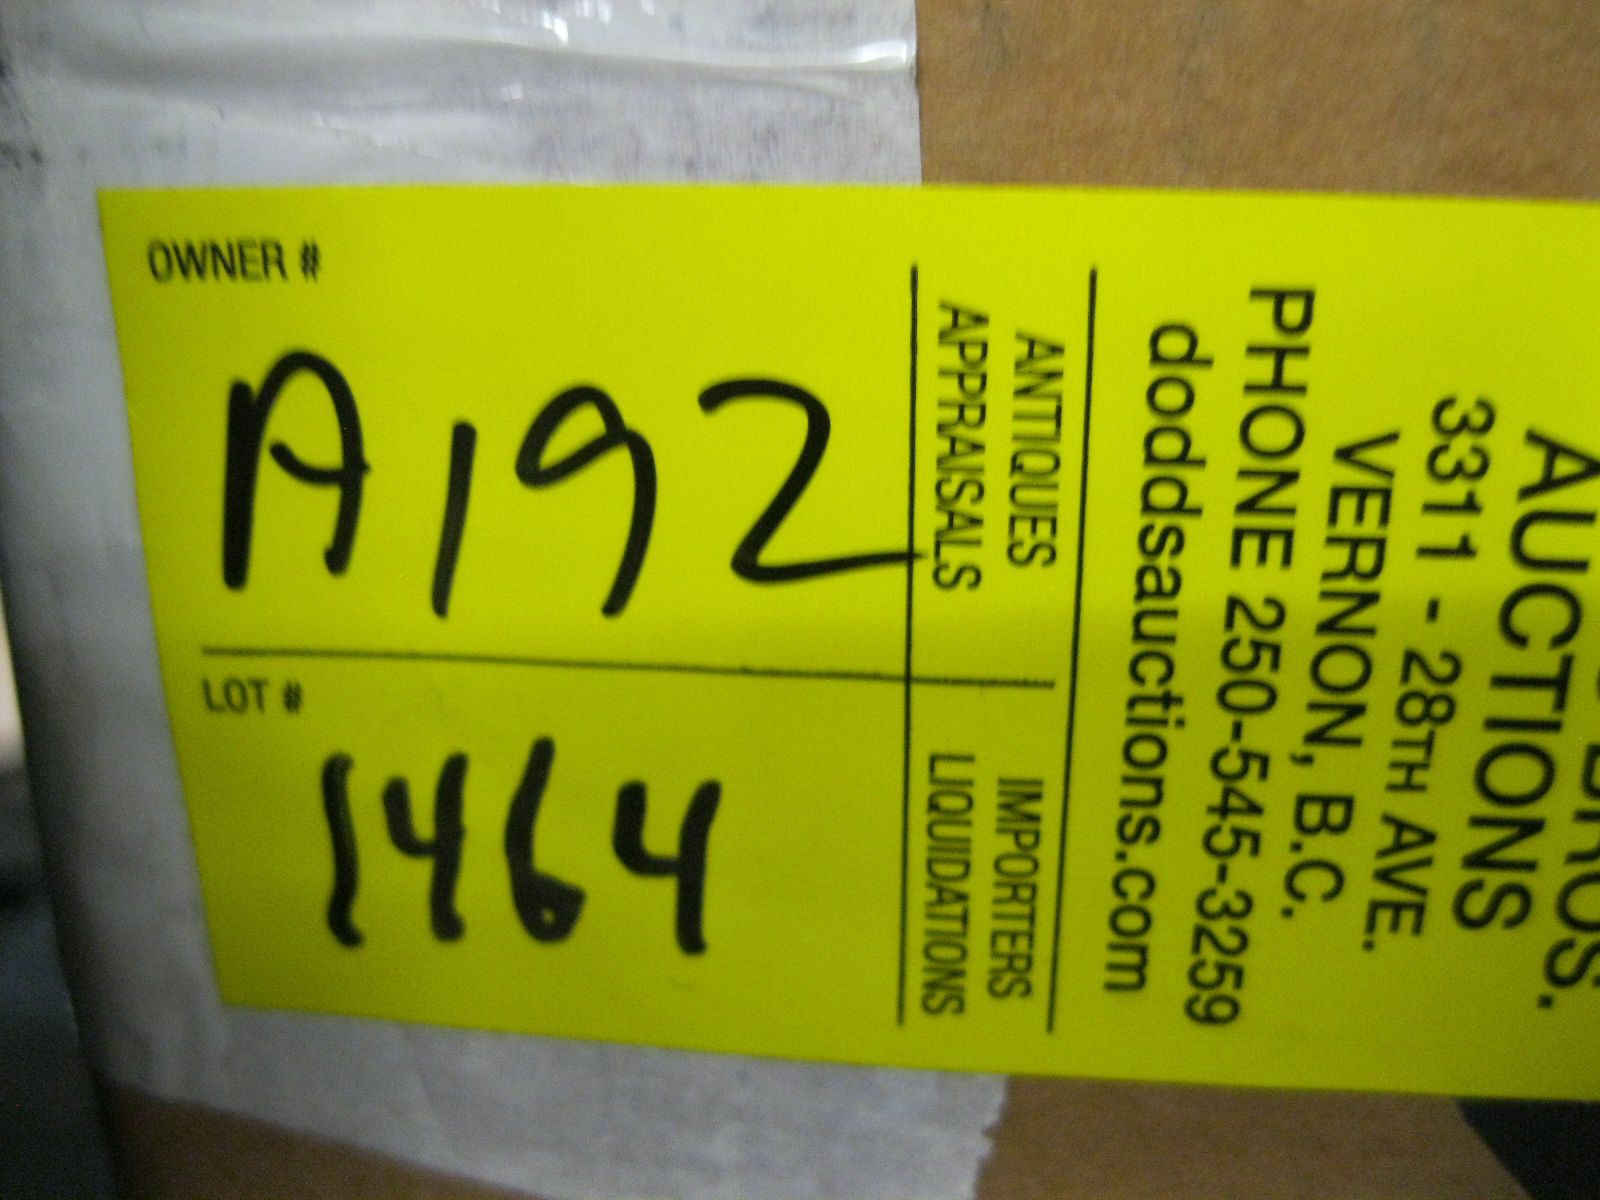 OWNER #
A192
LOT #
1464
BROS.
AUCTIONS
3311 - 28TH AVE.
VERNON, B.C.
PHONE 250-545-3259
doddsauctions.com
ANTIQUES IMPORTERS
APPRAISALS LIQUIDATIONS